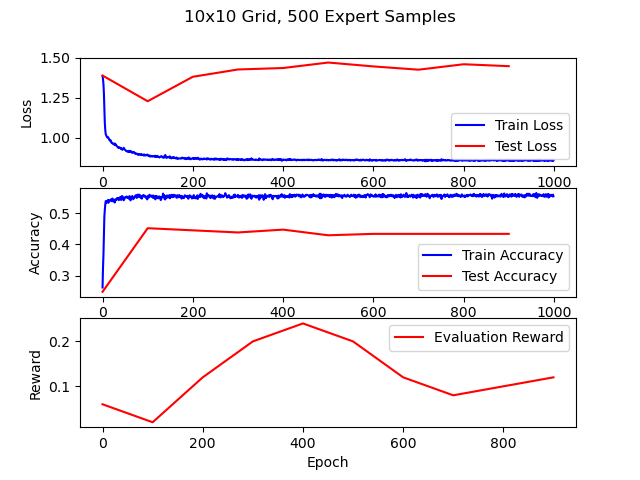 10x10 Grid, 500 Expert Samples
1.50
1.25
1.00
Loss
Train Loss
Test Loss
0 200 400 600 800 1000
0.5
0.4
0.3
Accuracy
Train Accuracy
Test Accuracy
0 200 400 600 800 1000
0.2
0.1
Reward
Evaluation Reward
0 200 400 600 800
Epoch